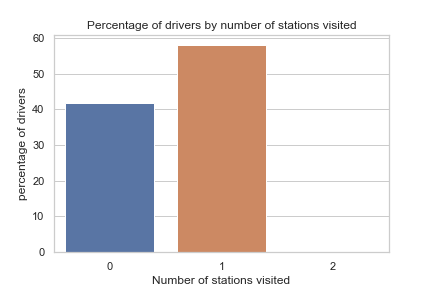 Percentage of drivers by number of stations visited
60
50
40
30
20
10
0
percentage of drivers
0 1 2
Number of stations visited